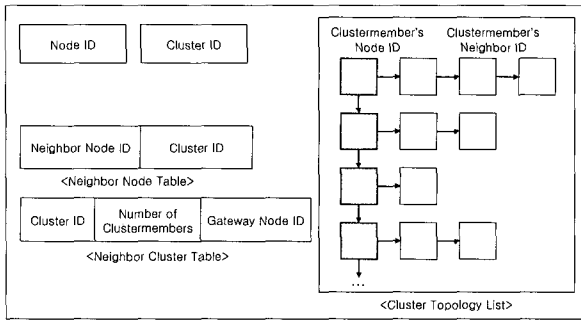 Node ID
Cluster ID
Neighbor Node ID
Cluster ID
<Neighbor Node Table>
Cluster ID
Number of
Clustermembers
Gateway Node ID
<Neighbor Cluster Table>
Clustermember's
Node ID
Clustermember's
Neighbor ID
...
<Cluster Topology List>